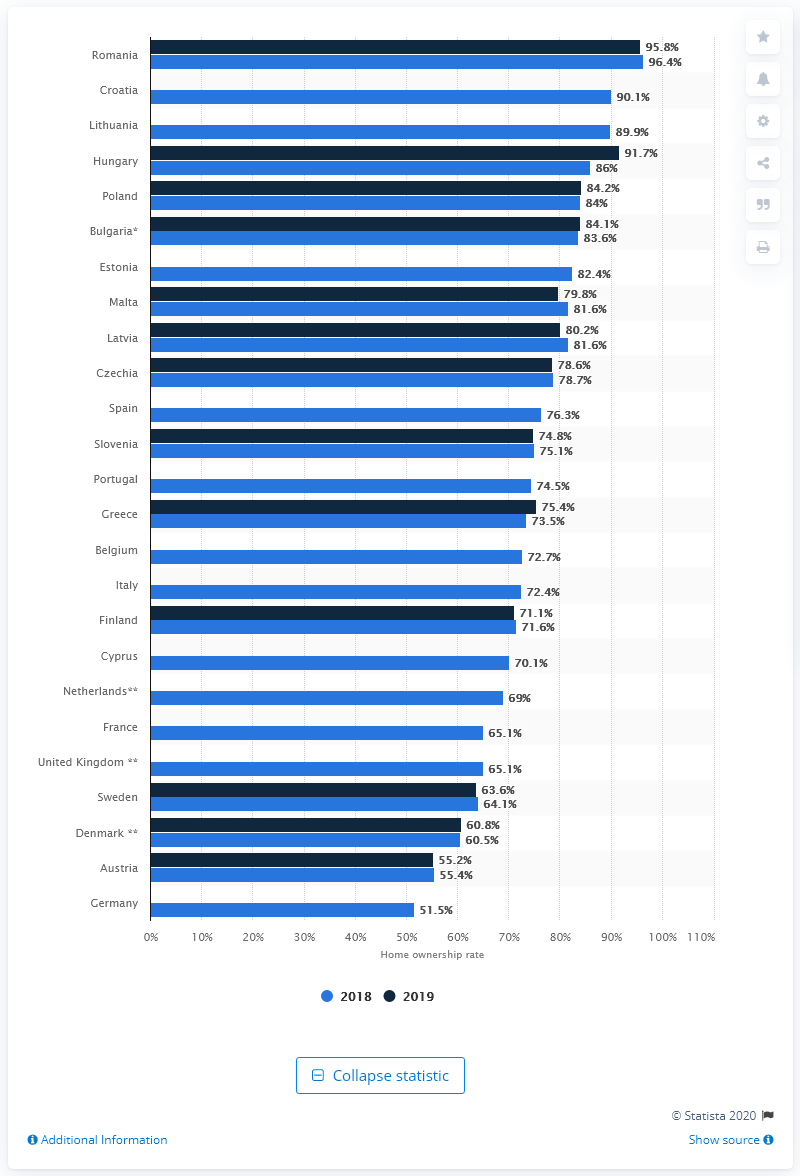 Romania 95.8%
96.4%
Croatia 90.1%
Lithuania 89.9%
Hungary 91.7%
86%
Poland 84.2%
84%
Bulgaria* 84.1%
83.6%
Estonia 82.4%
Malta 79.8%
81.6%
Latvia 80.2%
81.6%
Czechia 78.6%
78.7%
Spain 76.3%
Slovenia 74.8%
75.1%
Portugal 74.5%
Greece 75.4%
73.5%
Belgium 72.7%
Italy 72.4%
Finland 71.1%
71.6%
Cyprus 70.1%
Netherlands** 69%
France 65.1%
United Kingdom ** 65.1%
Sweden 63.6%
64.1%
Denmark ** 60.8%
60.5%
Austria 55.2%
55.4%
Germany 51.5%
0% 10% 20% 30% 40% 50% 60% 70% 80% 90% 100% 110%
Home ownership rate
2018 2019
Collapse statistic
© Statista 2020
Additional Information Show source